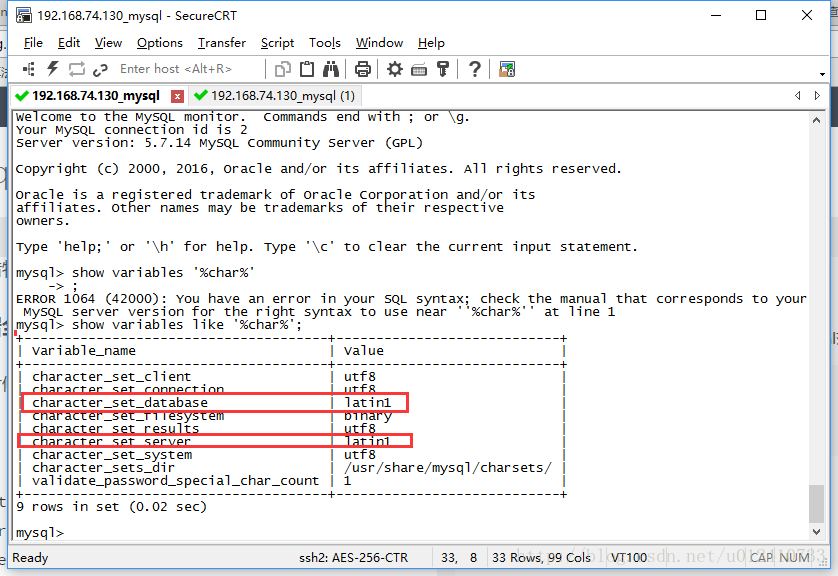 192.168.74.130_mysql - SecureCRT
File Edit View Options Transfer Script Tools Window Help
Enter host <Alt+R>
192.168.74.130_mysql 192.168.74.130_mysql (1)
Welcome to the MySQL monitor.  Commands end with ; or \g.
Your MySQL connection id is 2
Server version: 5.7.14 MySQL Community Server (GPL)
Copyright (c) 2000, 2016, Oracle and/or its affiliates. All rights reserved.
Oracle is a registered trademark of Oracle Corporation and/or its
affiliates. Other names may be trademarks of their respective
owners.
Type 'help;' or '\h' for help. Type '\c' to clear the current input statement.
mysql> show variables '%char%'
    -> ;
ERROR 1064 (42000): You have an error in your SQL syntax; check the manual that corresponds to your
 MySQL server version for the right syntax to use near ''%char%'' at line 1
mysql> show variables like '%char%';
+--------------------------------------+----------------------------+
| Variable_name | Value |
+--------------------------------------+----------------------------+
| character_set_client | utf8 |
| character_set_connection | utf8 |
| character_set_database | latin1 |
| character_set_filesystem | binary |
| character_set_results | utf8 |
| character_set_server | latin1 |
| character_set_system | utf8 |
| character_sets_dir | /usr/share/mysql/charsets/ |
| validate_password_special_char_count | 1 |
+--------------------------------------+----------------------------+
9 rows in set (0.02 sec)
mysql>
Ready ssh2: AES-256-CTR 33, 8 33 Rows, 99 Cols VT100 CAP NUM